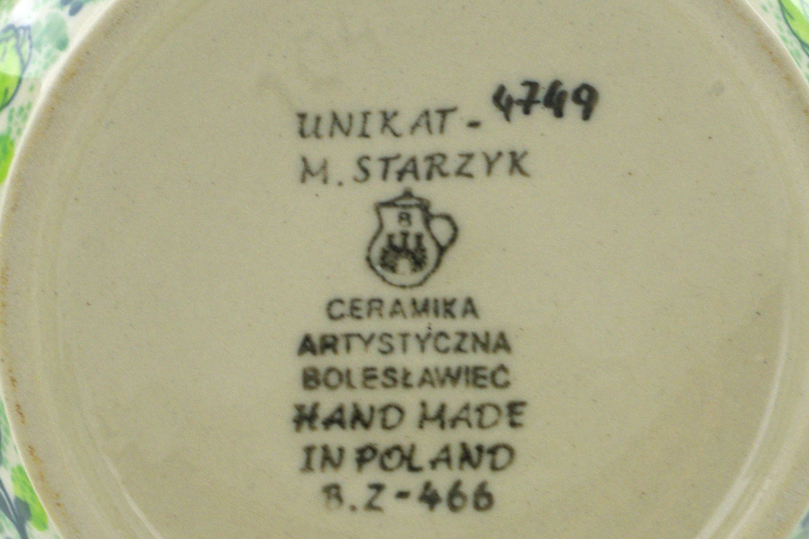 UNIKAT - 4749
M. STARZYK
B
CERAMIKA
ARTYSTYCZNA
BOLESŁAWIEC
HAND MADE
IN POLAND
B.Z-466